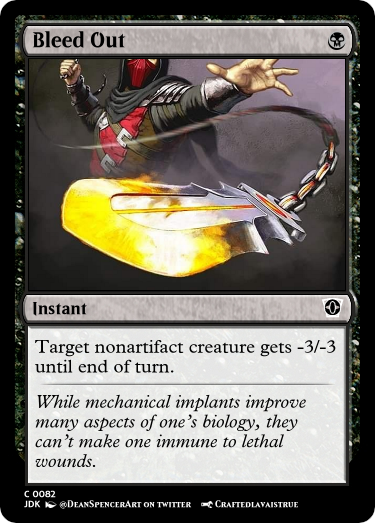 Bleed Out
Instant
Target nonartifact creature gets -3/-3
until end of turn.
While mechanical implants improve
many aspects of one's biology, they
can't make one immune to lethal
wounds.
C 0082
JDK @DeanSpencerArt on twitter Craftedlavaistrue